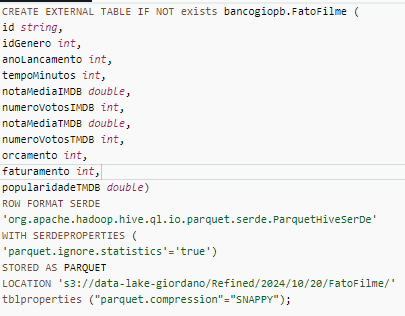 CREATE EXTERNAL TABLE IF NOT exists bancogiopb.FatoFilme (
id string,
idGenero int,
anoLancamento int,
tempoMinutos int,
notaMediaIMDB double,
numeroVotosIMDB int,
notaMediaTMDB double,
numeroVotosTMDB int,
orcamento int,
faturamento int,
popularidadeTMDB double)
ROW FORMAT SERDE
'org.apache.hadoop.hive.ql.io.parquet.serde.ParquetHiveSerDe'
WITH SERDEPROPERTIES (
'parquet.ignore.statistics'='true')
STORED AS PARQUET
LOCATION 's3://data-lake-giordano/Refined/2024/10/20/FatoFilme/'
tblproperties ("parquet.compression"="SNAPPY");